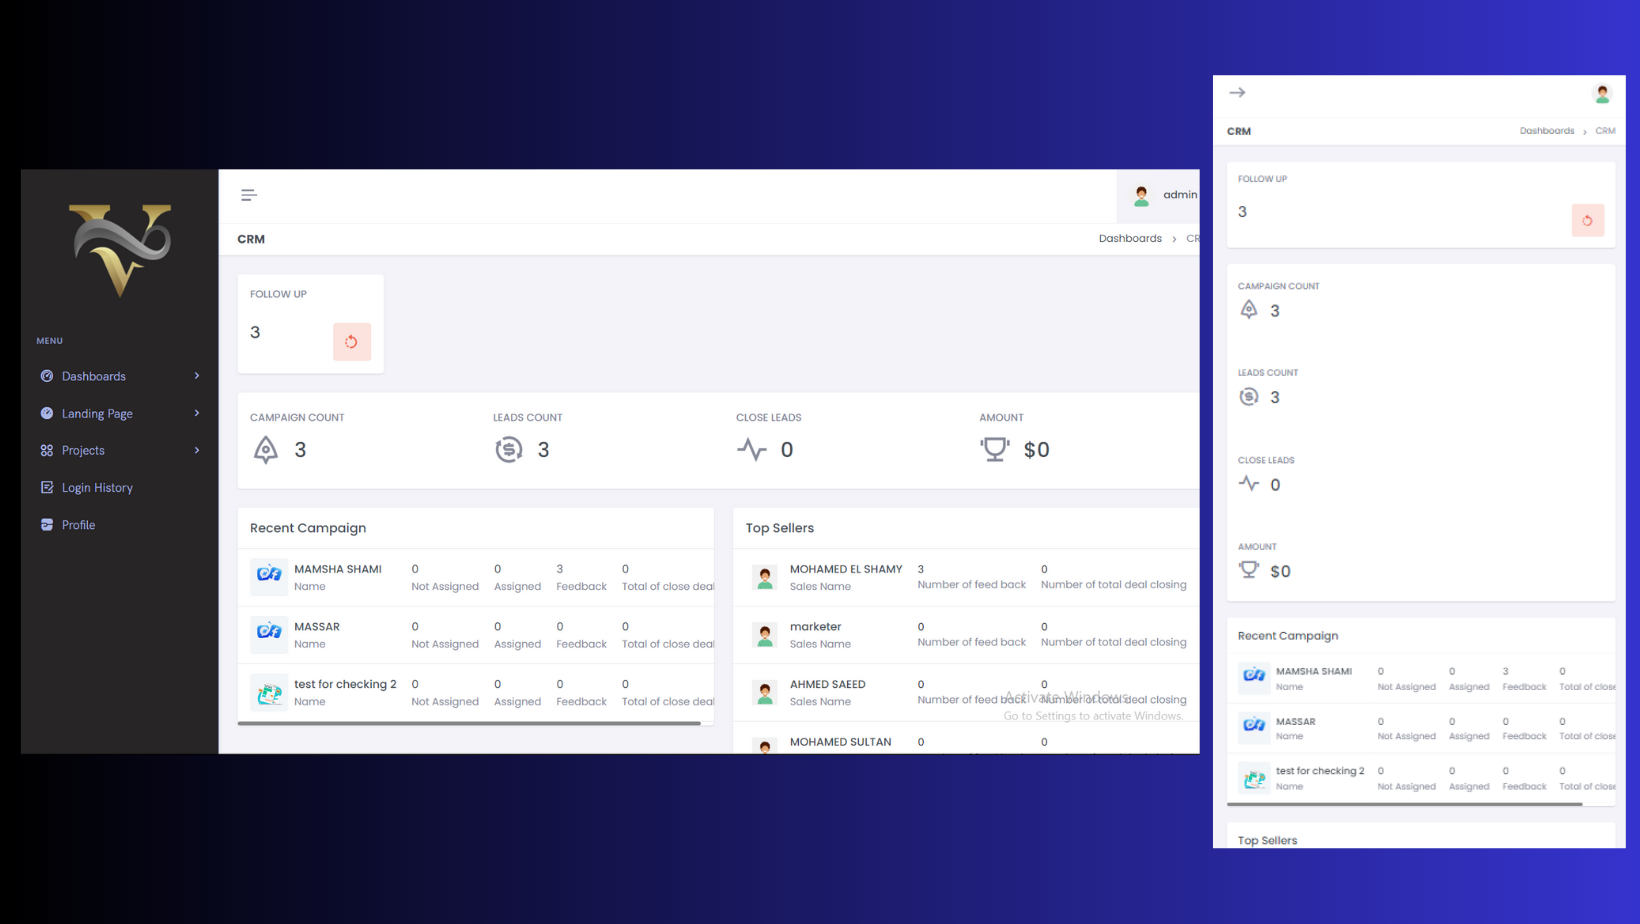 admin
CRM
Dashboards > CR
FOLLOW UP
3
MENU
Dashboards
Landing Page
Projects
Login History
Profile
CAMPAIGN COUNT
3
LEADS COUNT
3
CLOSE LEADS
0
AMOUNT
$0
Recent Campaign
MAMSHA SHAMI 0 0 3 0
Name Not Assigned Assigned Feedback Total of close deal
MASSAR 0 0 0 0
Name Not Assigned Assigned Feedback Total of close deal
test for checking 2 0 0 0 0
Name Not Assigned Assigned Feedback Total of close deal
Top Sellers
MOHAMED EL SHAMY 3 0
Sales Name Number of feed back Number of total deal closing
marketer 0 0
Sales Name Number of feed back Number of total deal closing
AHMED SAEED 0 0
Sales Name Number of feed back Number of total deal closing
MOHAMED SULTAN 0 0
Activate Windows
Go to Settings to activate Windows.
CRM
Dashboards > CRM
FOLLOW UP
3
CAMPAIGN COUNT
3
LEADS COUNT
3
CLOSE LEADS
0
AMOUNT
$0
Recent Campaign
MAMSHA SHAMI 0 0 3 0
Name Not Assigned Assigned Feedback Total of close
MASSAR 0 0 0 0
Name Not Assigned Assigned Feedback Total of close
test for checking 2 0 0 0 0
Name Not Assigned Assigned Feedback Total of close
Top Sellers